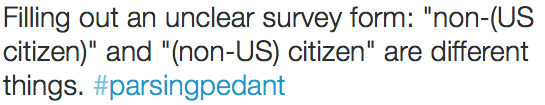 Filling out an unclear survey form: "non-(US
citizen)" and "(non-US) citizen" are different
things. #parsingpedant